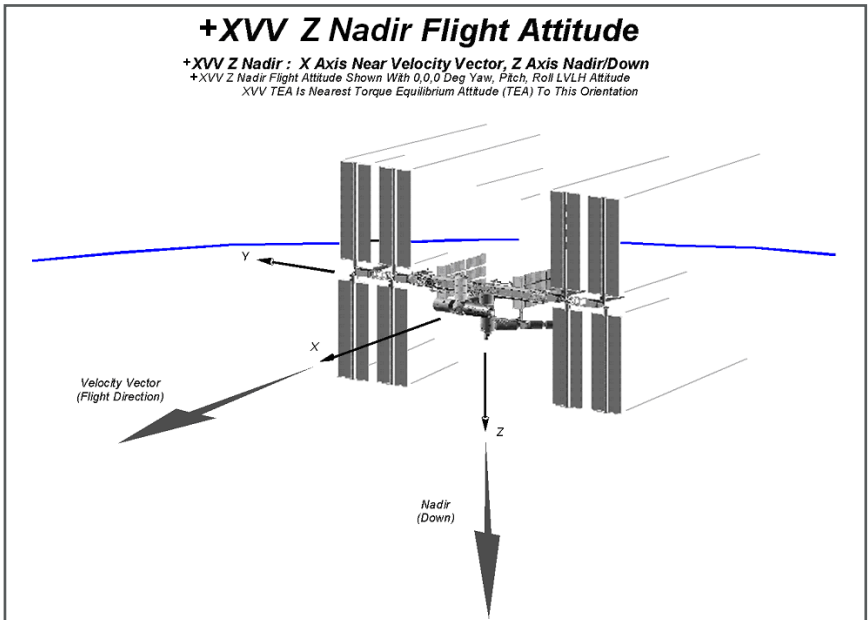 +XVV Z Nadir Flight Attitude
+XVV Z Nadir : X Axis Near Velocity Vector, Z Axis Nadir/Down
+XVV Z Nadir Flight Attitude Shown With 0,0,0 Deg Yaw, Pitch, Roll LVLH Attitude
XVV TEA Is Nearest Torque Equilibrium Attitude (TEA) To This Orientation
Y
X
Velocity Vector
(Flight Direction)
Z
Nadir
(Down)